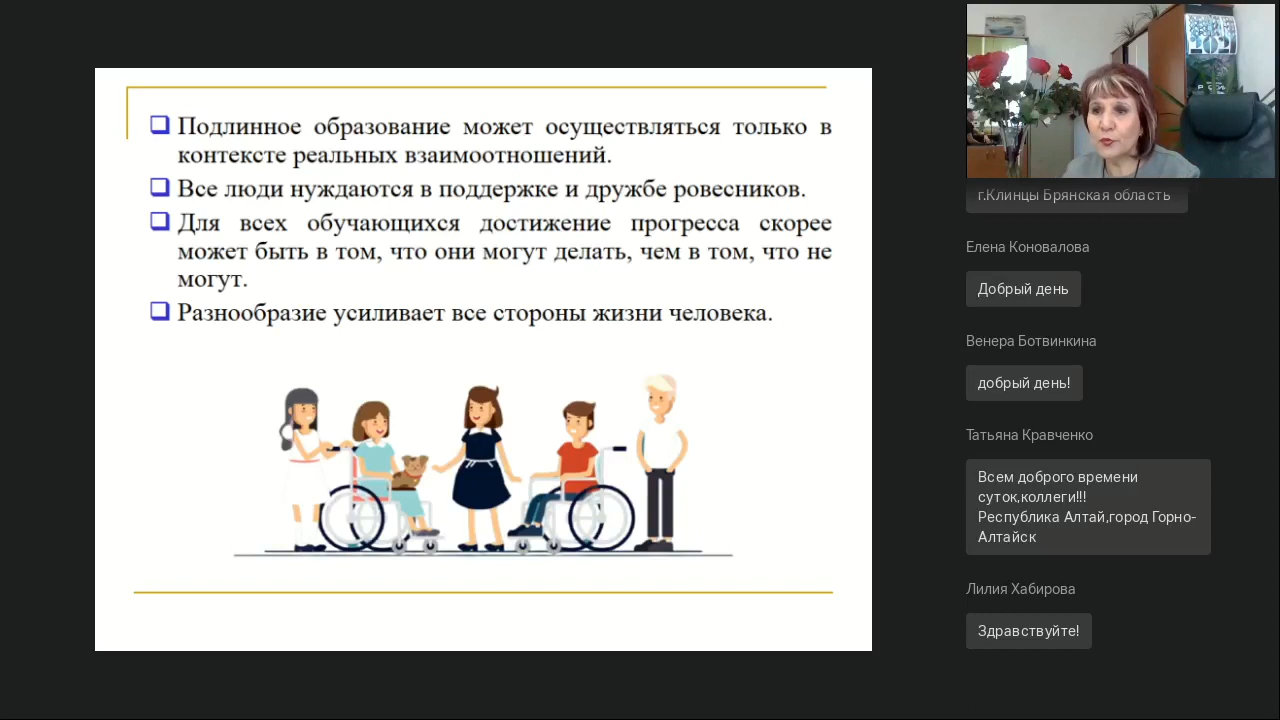 Подлинное образование может осуществляться только в
контексте реальных взаимоотношений.
Все люди нуждаются в поддержке и дружбе ровесников.
Для всех обучающихся достижение прогресса скорее
может быть в том, что они могут делать, чем в том, что не
могут.
Разнообразие усиливает все стороны жизни человека.
г.Клинцы Брянская область
Елена Коновалова
Добрый день
Венера Ботвинкина
добрый день!
Татьяна Кравченко
Всем доброго времени
суток,коллеги!!!
Республика Алтай,город Горно-
Алтайск
Лилия Хабирова
Здравствуйте!